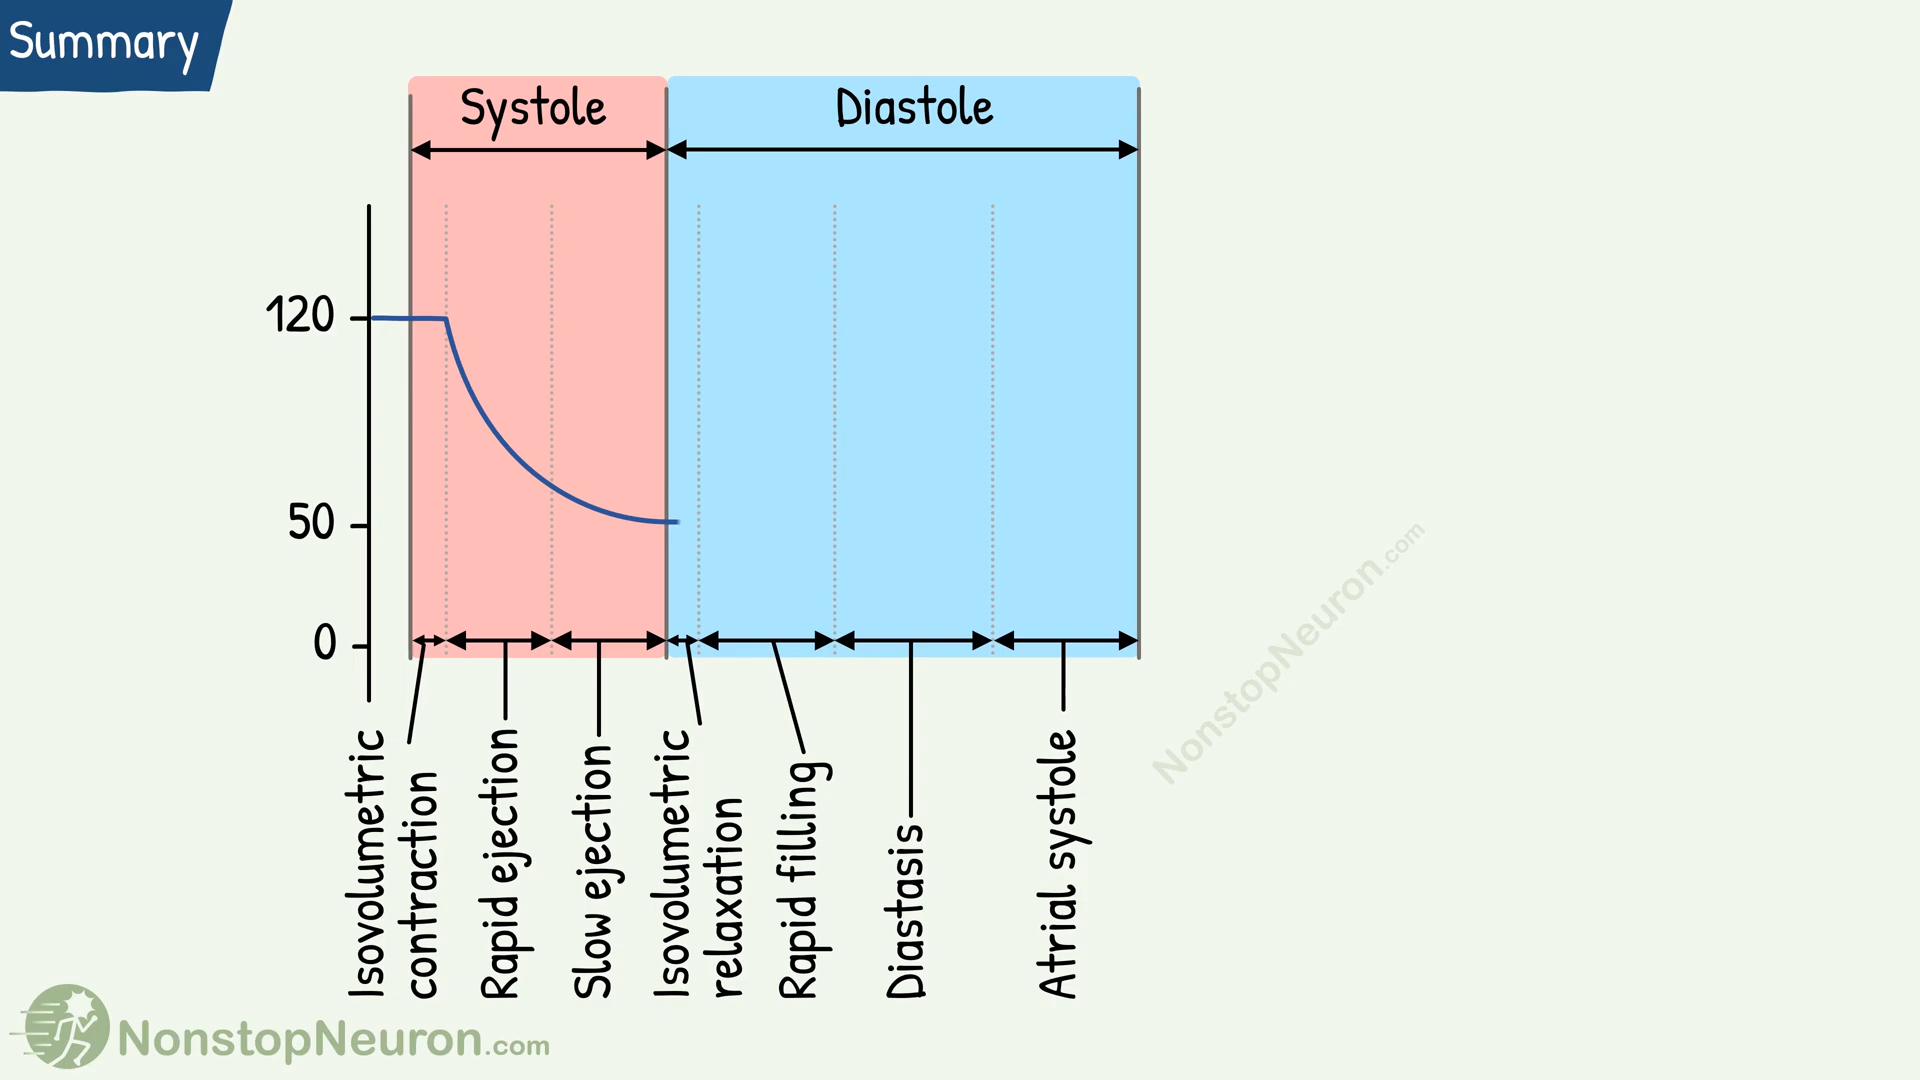 Summary
Systole
Diastole
120
50
0
Isovolumetric
contraction
Rapid ejection
Slow ejection
Isovolumetric
relaxation
Rapid filling
Diastasis
Atrial systole
NonstopNeuron.com
NonstopNeuron.com